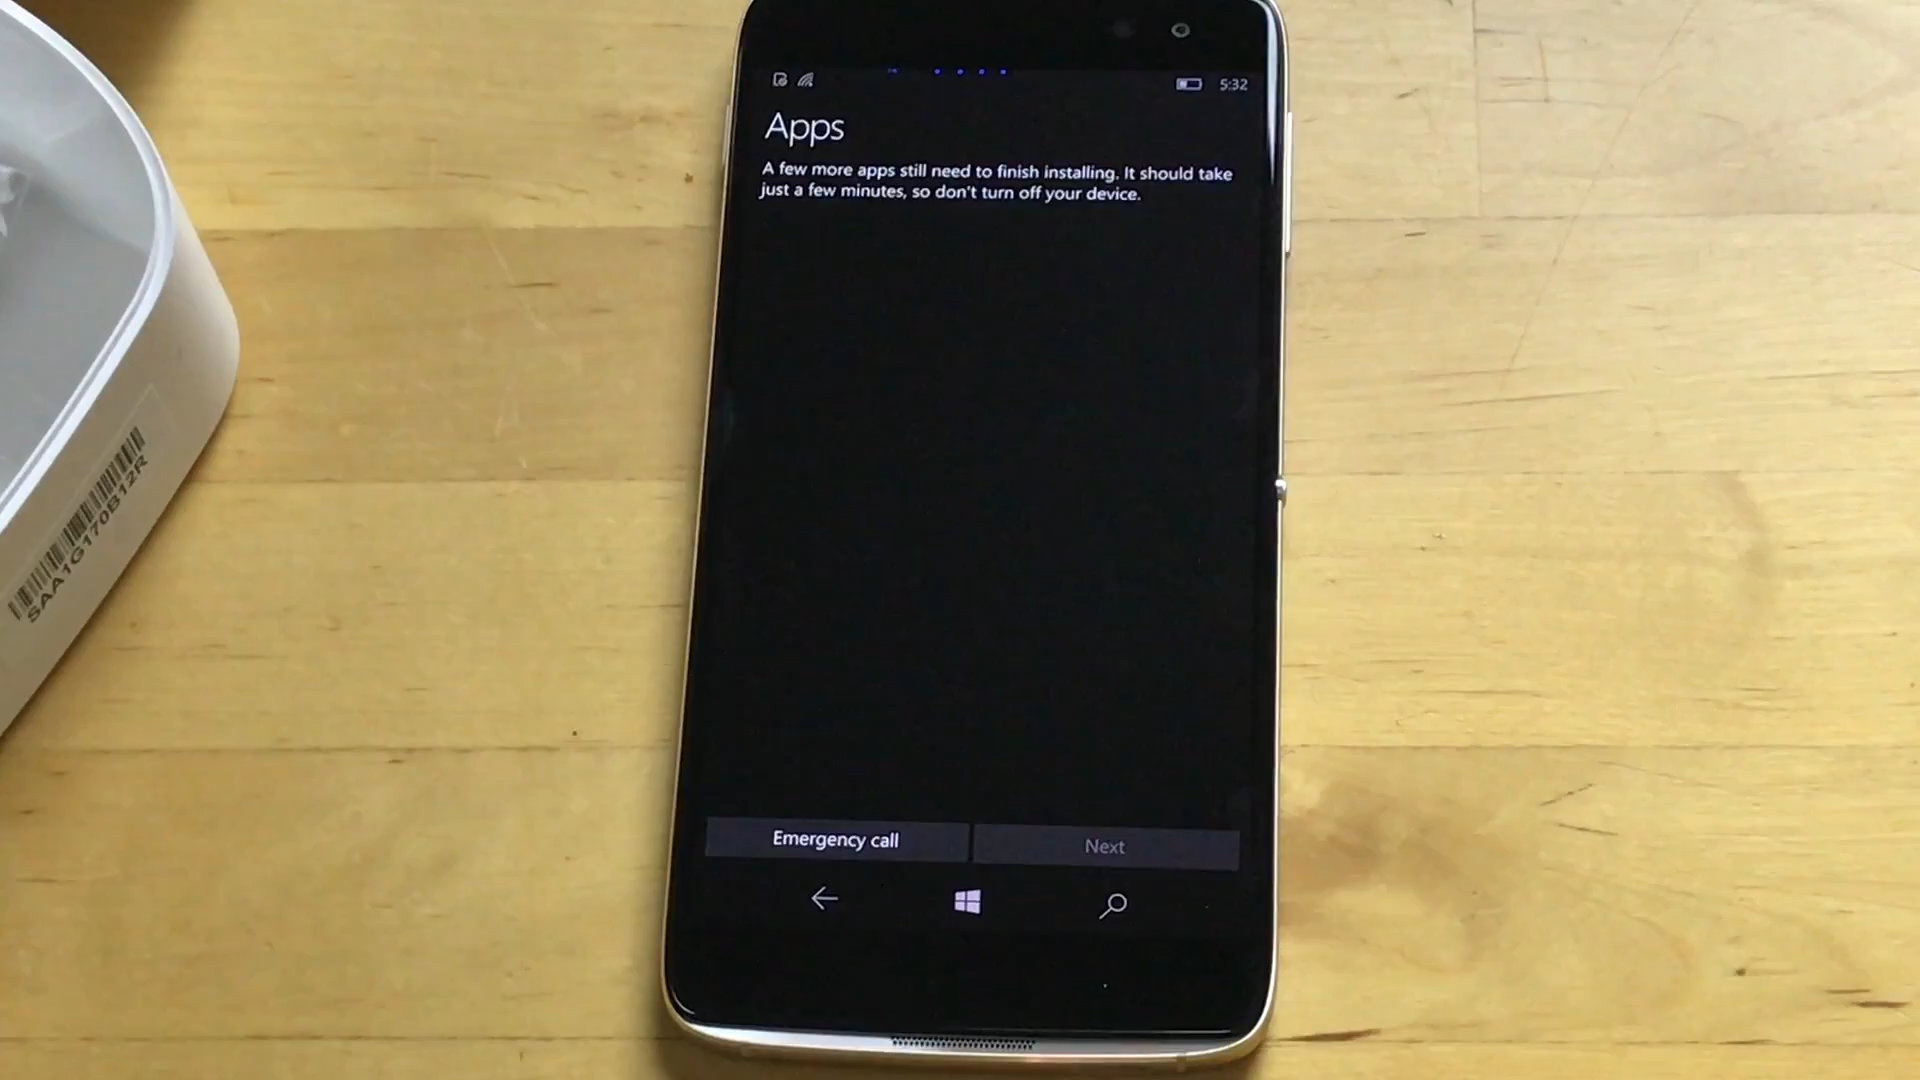 5:32
Apps
A few more apps still need to finish installing. It should take
just a few minutes, so don't turn off your device.
SAA1G170B12R
Emergency call
Next